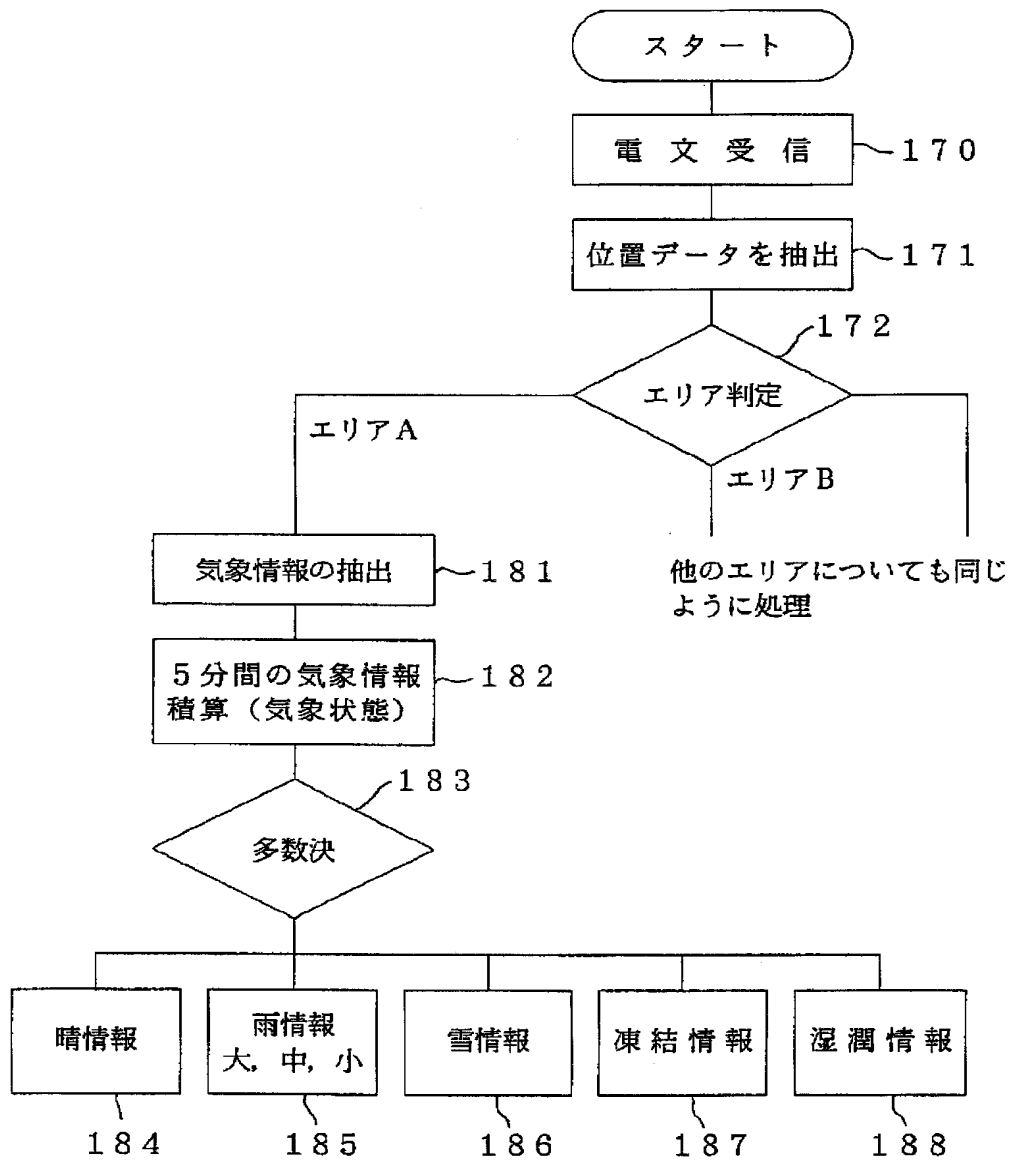 スタート
電文受信
170
位置データを抽出
171
172
エリア判定
エリアA
エリアB
気象情報の抽出
181
他のエリアについても同じ
ように処理
5分間の気象情報
積算(気象状態)
182
183
多数決
晴情報
雨情報
大,中,小
雪情報
凍結情報
湿潤情報
184
185
186
187
188